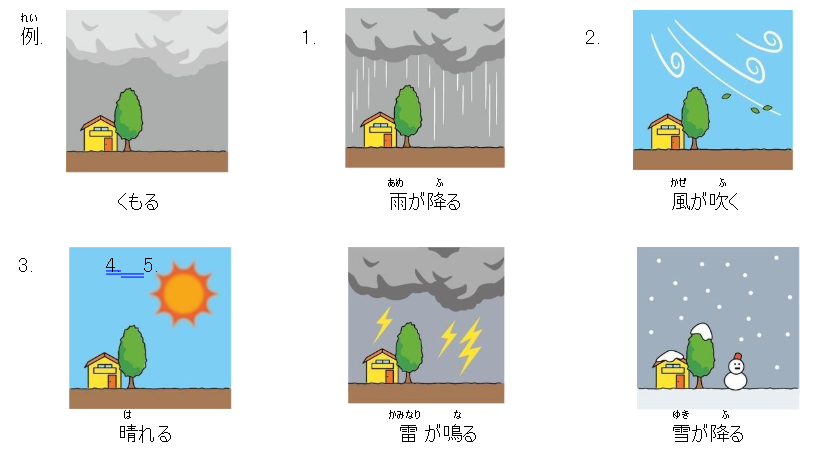 れい
例.
1.
2.
くもる
あめ ふ
雨が降る
かぜ ふ
風が吹く
3.
4. 5.
は
晴れる
かみなり な
雷 が鳴る
ゆき ふ
雪が降る